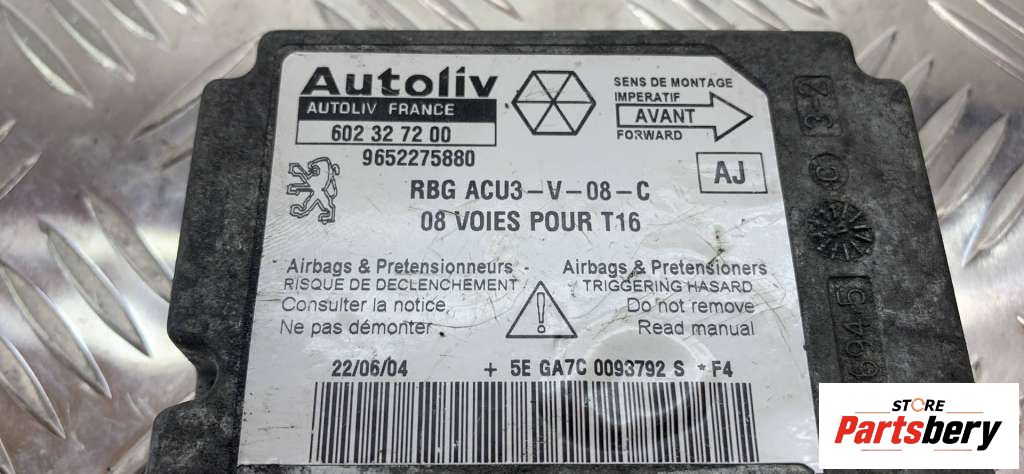 Autoliv
AUTOLIV FRANCE
602 32 72 00
9652275880
SENS DE MONTAGE
IMPERATIF
AVANT
FORWARD
AJ
RBG ACU3-V-08-C
08 VOIES POUR T16
Airbags & Pretensionneurs
RISQUE DE DECLENCHEMENT
Consulter la notice,
Ne pas démonter
Airbags & Pretensioners
TRIGGERING HASARD
Do not remove
Read manual
22/06/04 + 5E GA7C 0093792 S * F4
3-2
C
STORE
Partsbery